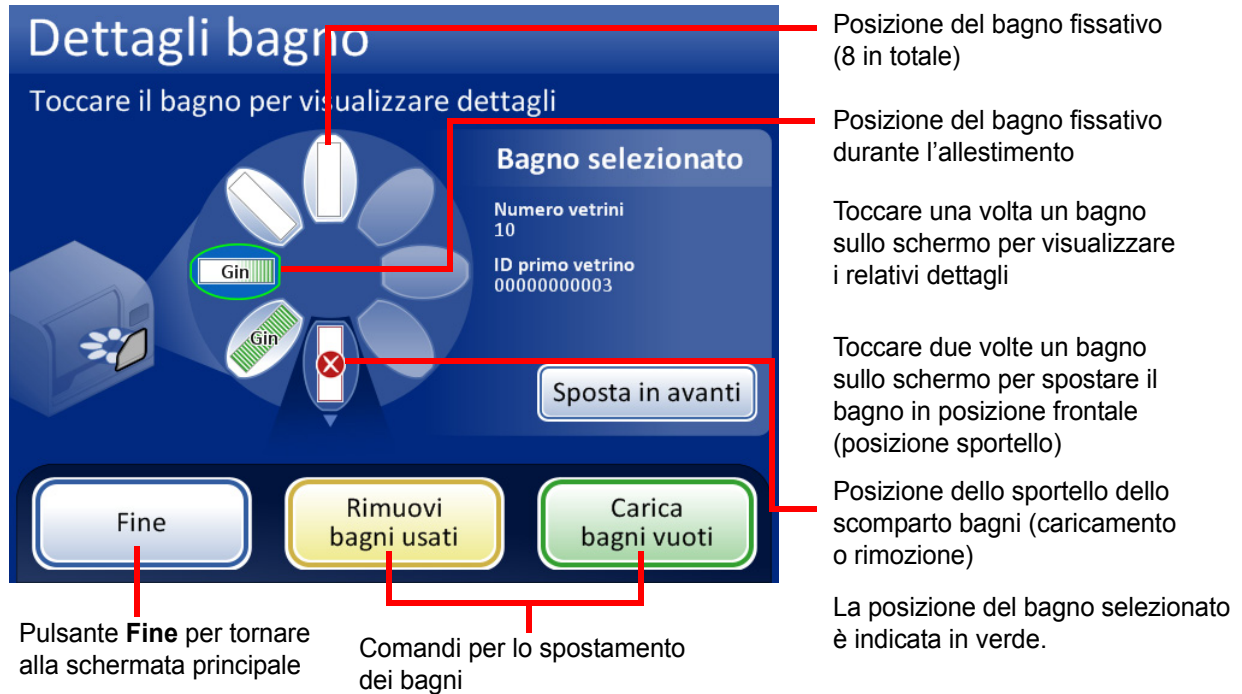 Dettagli bagno
Toccare il bagno per visualizzare dettagli
Gin
Gin
Bagno selezionato
Numero vetrini
10
ID primo vetrino
00000000003
Sposta in avanti
Fine
Rimuovi
bagni usati
Carica
bagni vuoti
Posizione del bagno fissativo
(8 in totale)
Posizione del bagno fissativo
durante l’allestimento
Toccare una volta un bagno
sullo schermo per visualizzare
i relativi dettagli
Toccare due volte un bagno
sullo schermo per spostare il
bagno in posizione frontale
(posizione sportello)
Posizione dello sportello dello
scomparto bagni (caricamento
o rimozione)
La posizione del bagno selezionato
è indicata in verde.
Pulsante Fine per tornare
alla schermata principale
Comandi per lo spostamento
dei bagni